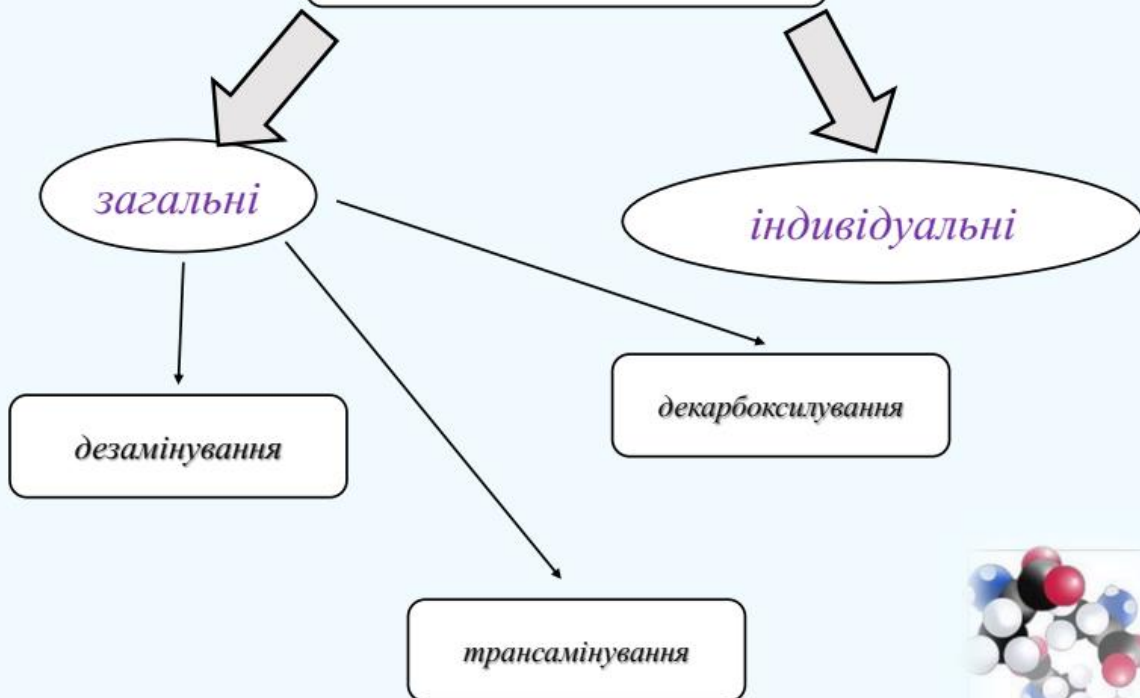 загальні
індивідуальні
декарбоксилування
дезамінування
трансамінування